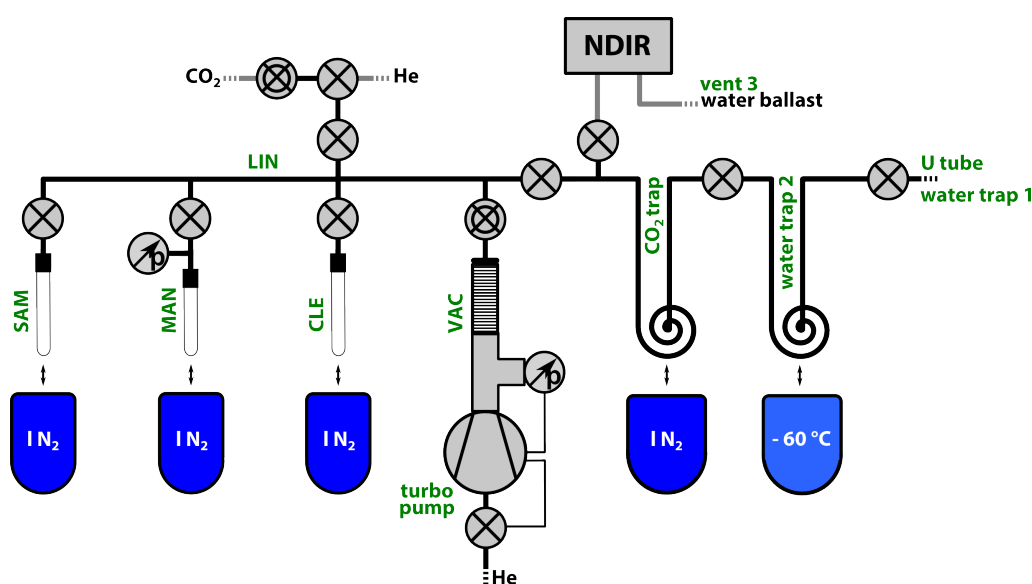 NDIR
CO₂
He
vent 3
water ballast
LIN
U tube
water trap 1
CO₂ trap
water trap 2
p
SAM
MAN
CLE
VAC
p
l N₂
l N₂
l N₂
l N₂
- 60 °C
turbo
pump
He